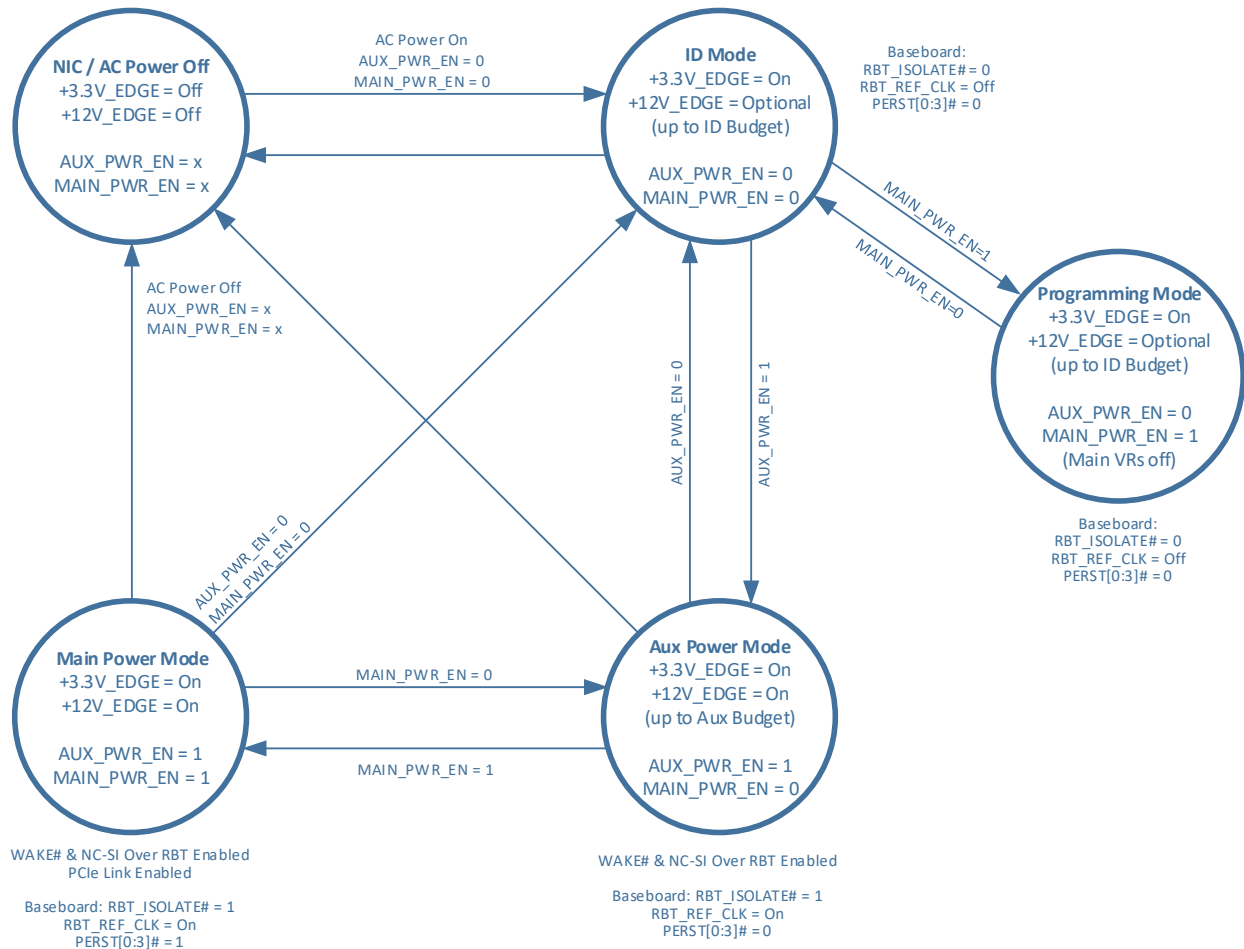 NIC / AC Power Off
+3.3V_EDGE = Off
+12V_EDGE = Off
AUX_PWR_EN = x
MAIN_PWR_EN = x
AC Power On
AUX_PWR_EN = 0
MAIN_PWR_EN = 0
ID Mode
+3.3V_EDGE = On
+12V_EDGE = Optional
(up to ID Budget)
AUX_PWR_EN = 0
MAIN_PWR_EN = 0
Baseboard:
RBT_ISOLATE# = 0
RBT_REF_CLK = Off
PERST[0:3]# = 0
MAIN_PWR_EN=1
MAIN_PWR_EN=0
Programming Mode
+3.3V_EDGE = On
+12V_EDGE = Optional
(up to ID Budget)
AUX_PWR_EN = 0
MAIN_PWR_EN = 1
(Main VRs off)
Baseboard:
RBT_ISOLATE# = 0
RBT_REF_CLK = Off
PERST[0:3]# = 0
AC Power Off
AUX_PWR_EN = x
MAIN_PWR_EN = x
AUX_PWR_EN = 0
AUX_PWR_EN = 1
AUX_PWR_EN = 0
MAIN_PWR_EN = 0
Main Power Mode
+3.3V_EDGE = On
+12V_EDGE = On
AUX_PWR_EN = 1
MAIN_PWR_EN = 1
MAIN_PWR_EN = 0
MAIN_PWR_EN = 1
Aux Power Mode
+3.3V_EDGE = On
+12V_EDGE = On
(up to Aux Budget)
AUX_PWR_EN = 1
MAIN_PWR_EN = 0
WAKE# & NC-SI Over RBT Enabled
PCIe Link Enabled
Baseboard: RBT_ISOLATE# = 1
RBT_REF_CLK = On
PERST[0:3]# = 1
WAKE# & NC-SI Over RBT Enabled
Baseboard: RBT_ISOLATE# = 1
RBT_REF_CLK = On
PERST[0:3]# = 0